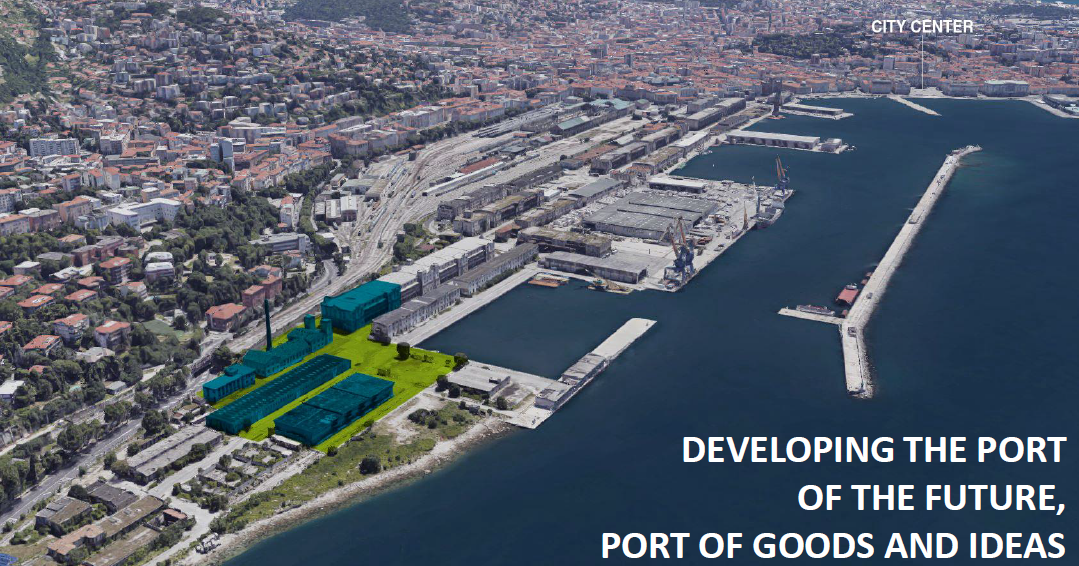 CITY CENTER
DEVELOPING THE PORT
OF THE FUTURE,
PORT OF GOODS AND IDEAS